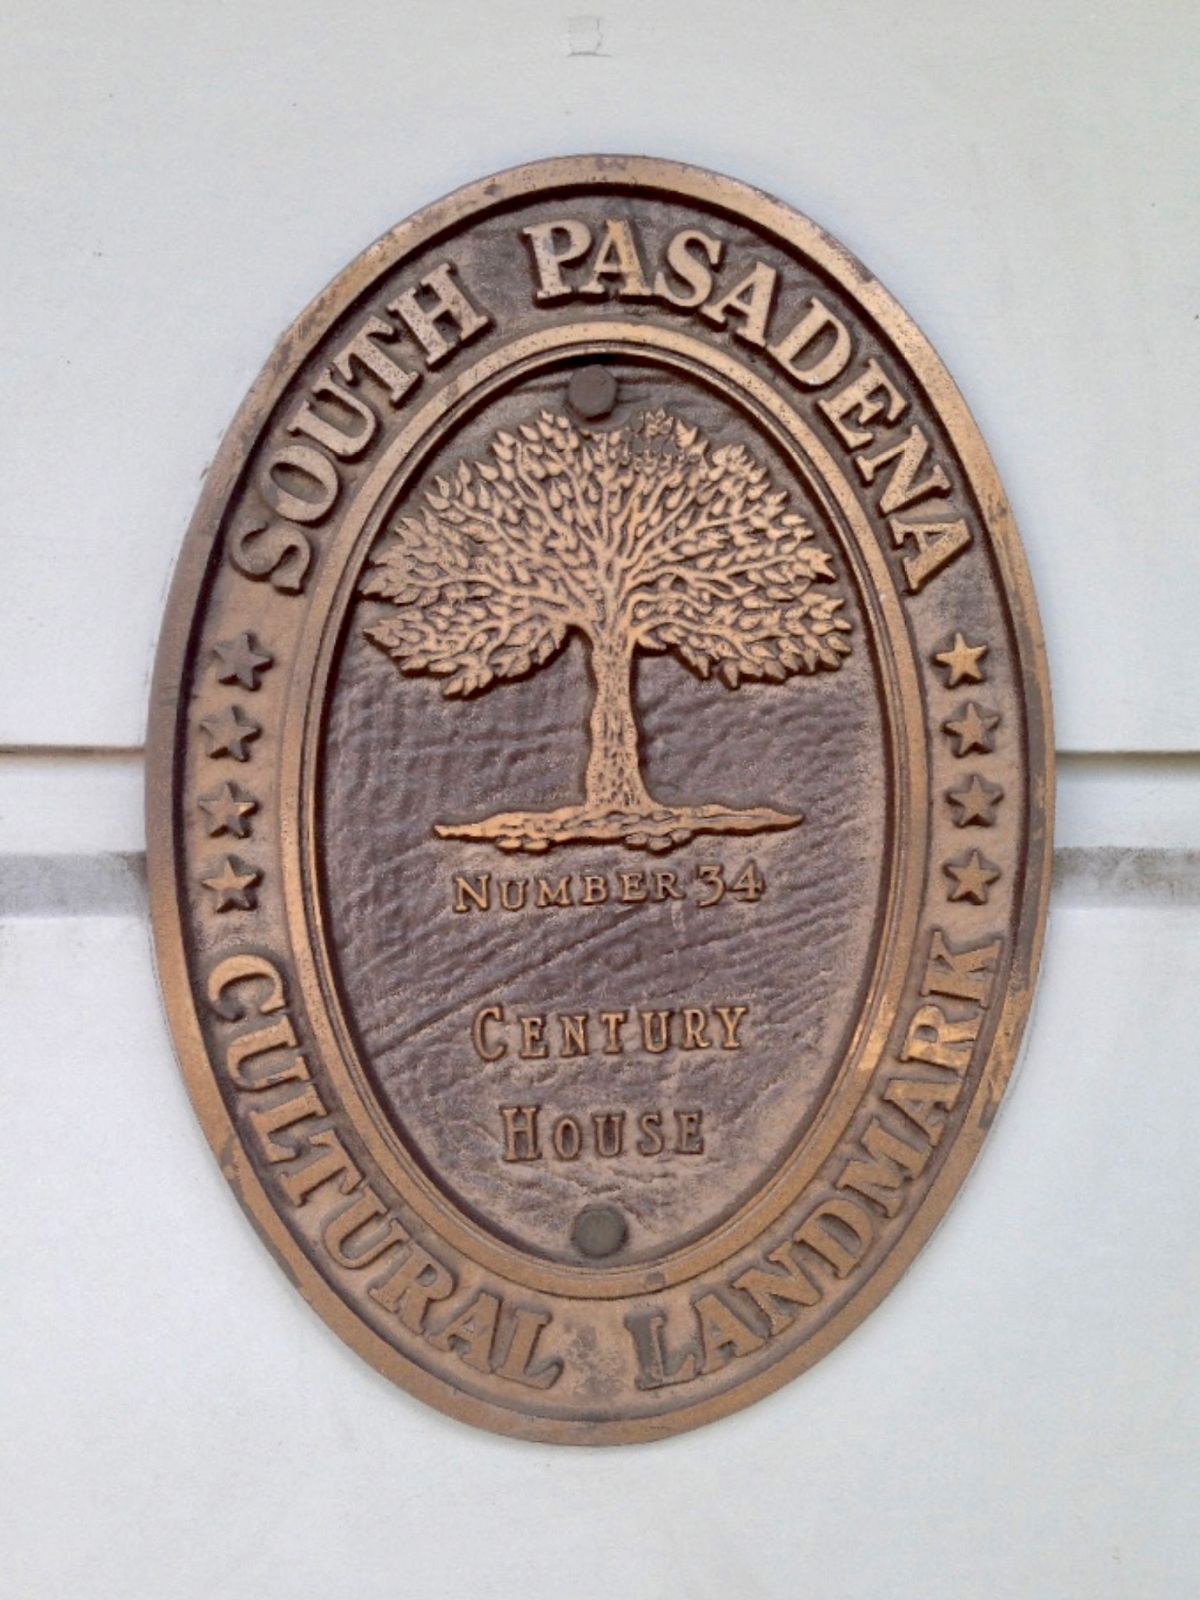 SOUTH PASADENA
NUMBER 34
CENTURY
HOUSE
CULTURAL LANDMARK